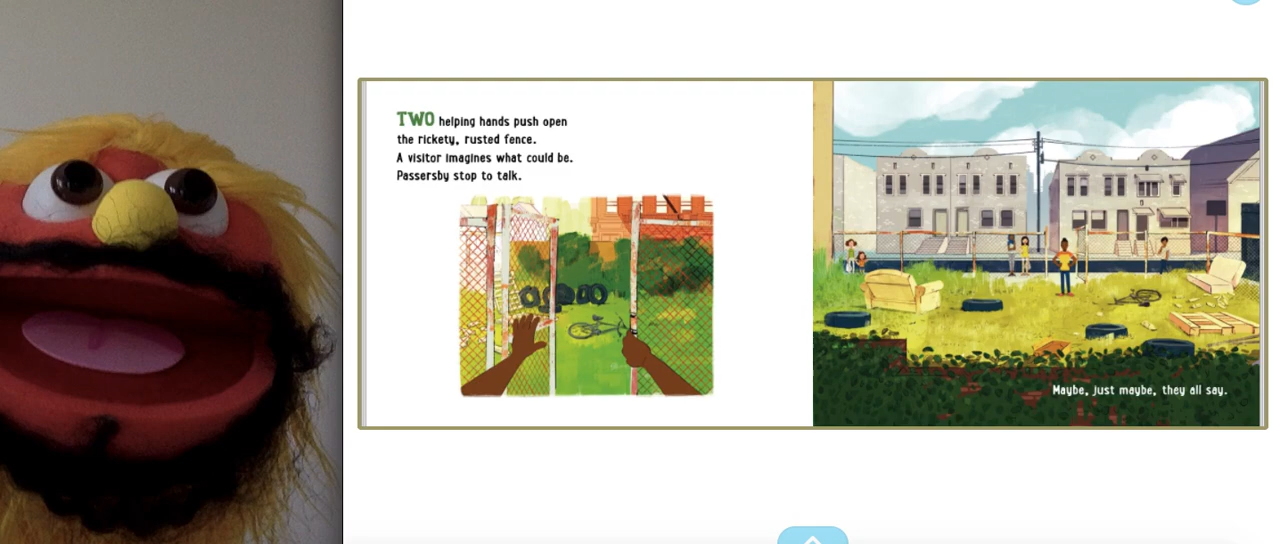 TWO helping hands push open
the rickety, rusted fence.
A visitor imagines what could be.
Passersby stop to talk.
Maybe, just maybe, they all say.